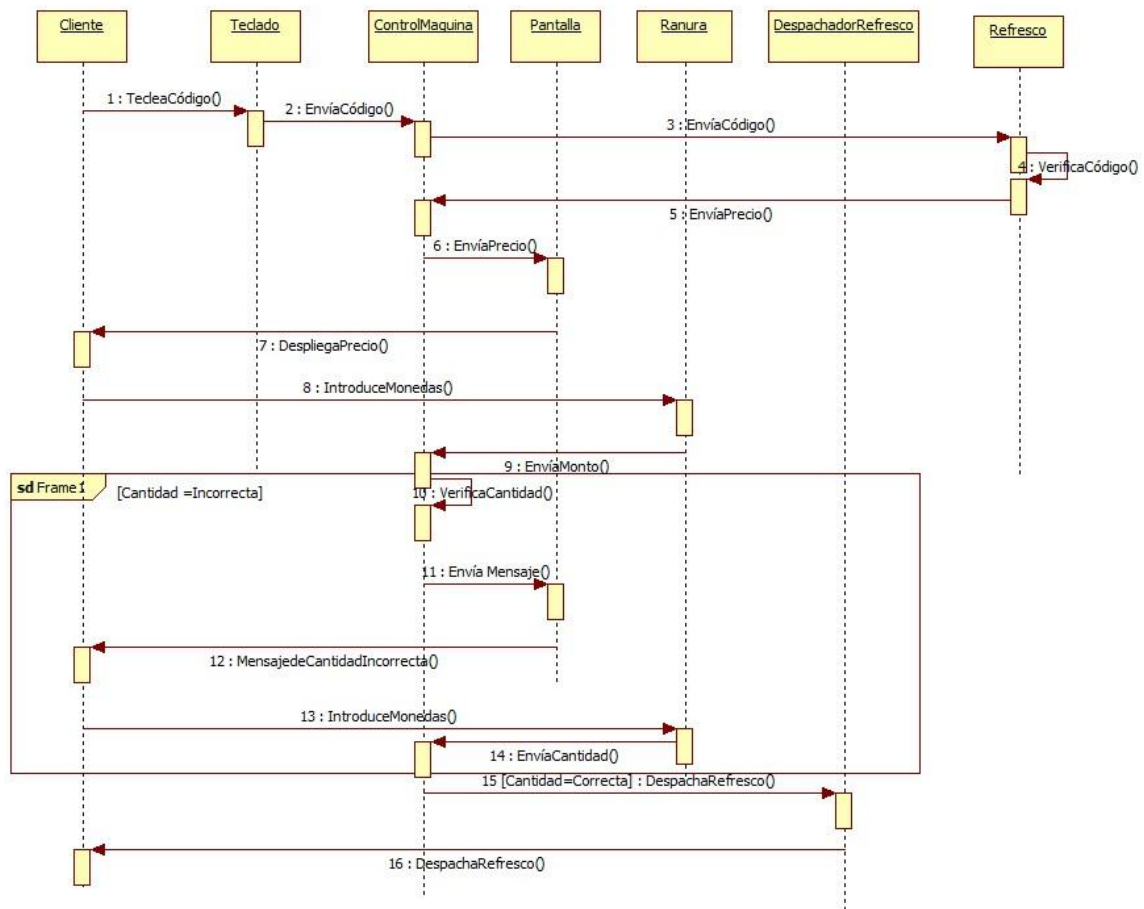 Cliente
Teclado
ControlMaquina
Pantalla
Ranura
DespachadorRefresco
Refresco
1 : TecleaCódigo()
2 : EnvíaCódigo()
3 : EnvíaCódigo()
4 : VerificaCódigo()
5 : EnvíaPrecio()
6 : EnvíaPrecio()
7 : DespliegaPrecio()
8 : IntroduceMonedas()
9 : EnvíaMonto()
sd Frame1
[Cantidad =Incorrecta]
10 : VerificaCantidad()
11 : Envía Mensaje()
12 : MensajedeCantidadIncorrecta()
13 : IntroduceMonedas()
14 : EnvíaCantidad()
15 [Cantidad=Correcta] : DespachaRefresco()
16 : DespachaRefresco()